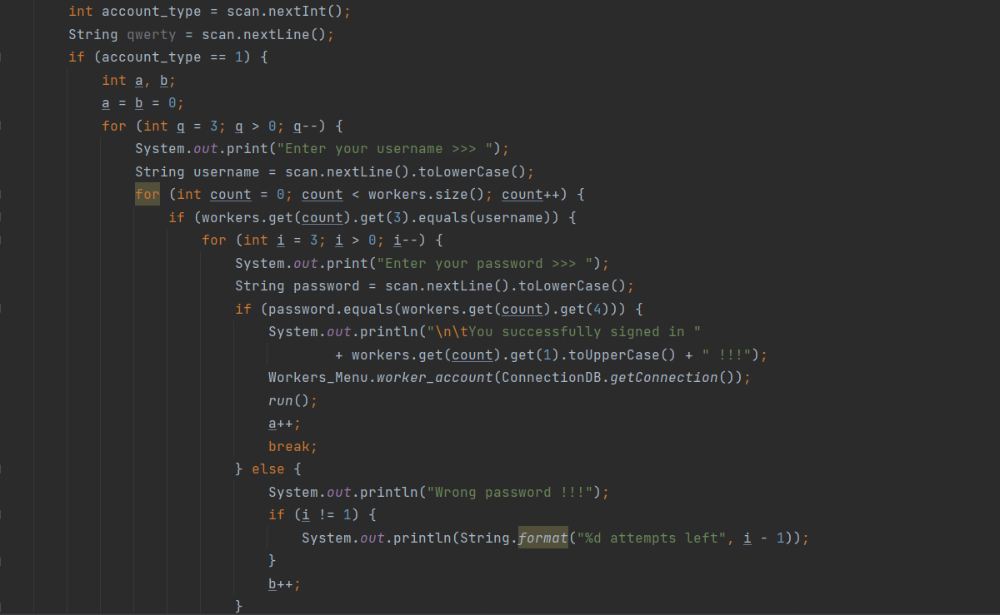 int account_type = scan.nextInt();
String qwerty = scan.nextLine();
if (account_type == 1) {
int a, b;
a = b = 0;
for (int q = 3; q > 0; q--) {
System.out.print("Enter your username >>> ");
String username = scan.nextLine().toLowerCase();
for (int count = 0; count < workers.size(); count++) {
if (workers.get(count).get(3).equals(username)) {
for (int i = 3; i > 0; i--) {
System.out.print("Enter your password >>> ");
String password = scan.nextLine().toLowerCase();
if (password.equals(workers.get(count).get(4))) {
System.out.println("\n\tYou successfully signed in "
+ workers.get(count).get(1).toUpperCase() + " !!!");
Workers_Menu.worker_account(ConnectionDB.getConnection());
run();
a++;
break;
} else {
System.out.println("Wrong password !!!");
if (i != 1) {
System.out.println(String.format("%d attempts left", i - 1));
}
b++;
}